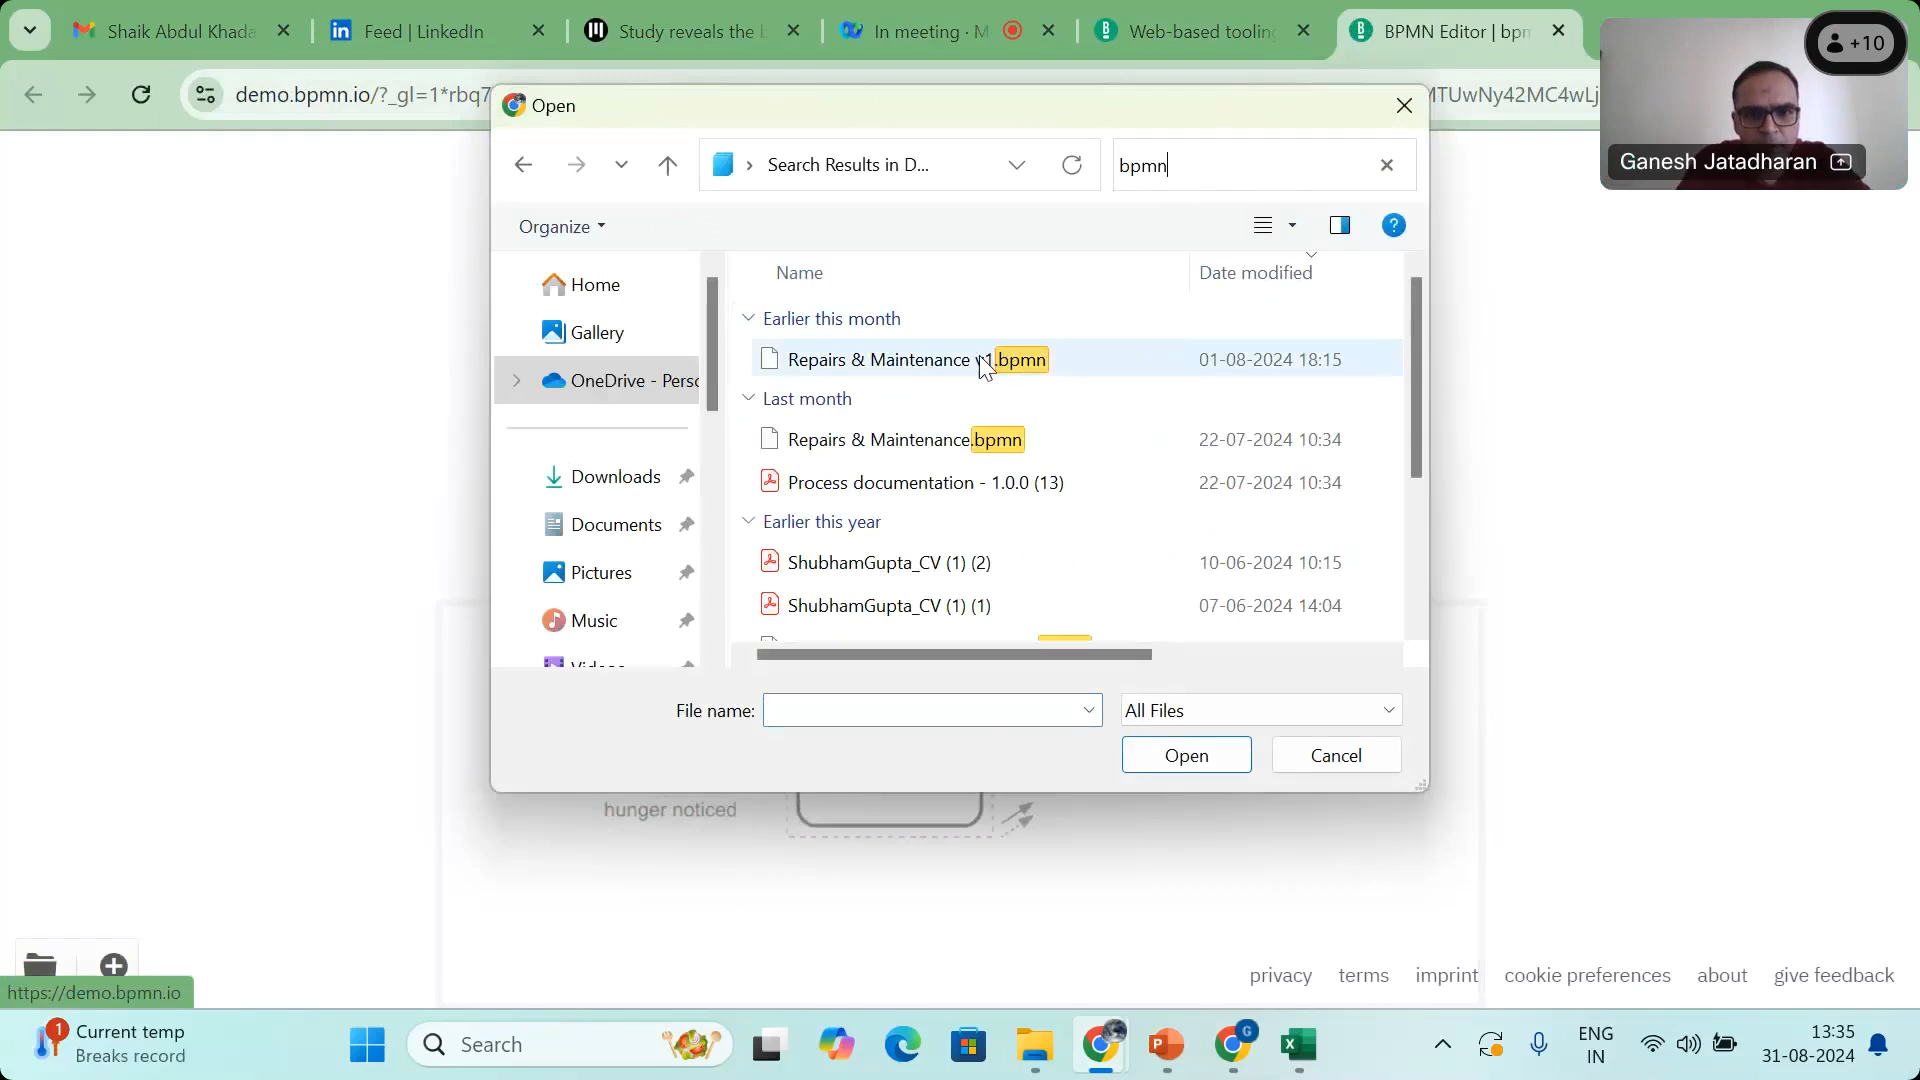 Shaik Abdul Khada
Feed | LinkedIn
Study reveals the
In meeting · M
Web-based tooling
BPMN Editor | bpm
+10
demo.bpmn.io/?_gl=1*rbq7
MTUwNy42MC4wLj
Ganesh Jatadharan
Open
Search Results in D...
bpmn
Organize
Name
Date modified
Home
Gallery
OneDrive - Perso
Downloads
Documents
Pictures
Music
Videos
Earlier this month
Repairs & Maintenance v1.bpmn 01-08-2024 18:15
Last month
Repairs & Maintenance.bpmn 22-07-2024 10:34
Process documentation - 1.0.0 (13) 22-07-2024 10:34
Earlier this year
ShubhamGupta_CV (1) (2) 10-06-2024 10:15
ShubhamGupta_CV (1) (1) 07-06-2024 14:04
File name:
All Files
Open
Cancel
hunger noticed
privacy terms imprint cookie preferences about give feedback
https://demo.bpmn.io
1
Current temp
Breaks record
Search
G
ENG
IN
13:35
31-08-2024